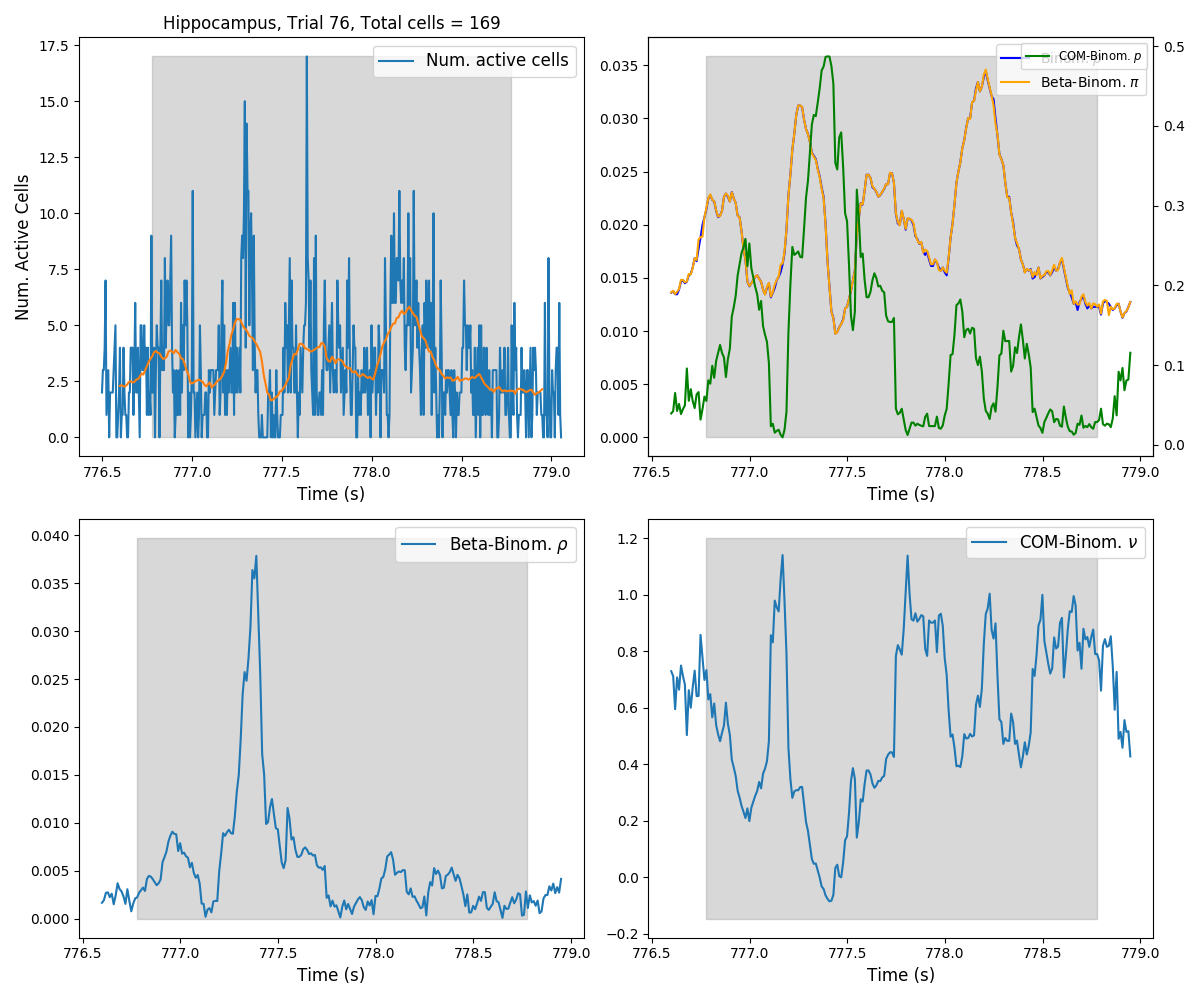 Hippocampus, Trial 76, Total cells = 169
Num. active cells
Num. Active Cells
17.5
15.0
12.5
10.0
7.5
5.0
2.5
0.0
776.5 777.0 777.5 778.0 778.5 779.0
Time (s)
COM-Binom. p
Beta-Binom. π
0.035
0.030
0.025
0.020
0.015
0.010
0.005
0.000
0.5
0.4
0.3
0.2
0.1
0.0
776.5 777.0 777.5 778.0 778.5 779.0
Time (s)
Beta-Binom. ρ
0.040
0.035
0.030
0.025
0.020
0.015
0.010
0.005
0.000
776.5 777.0 777.5 778.0 778.5 779.0
Time (s)
COM-Binom. ν
1.2
1.0
0.8
0.6
0.4
0.2
0.0
−0.2
776.5 777.0 777.5 778.0 778.5 779.0
Time (s)